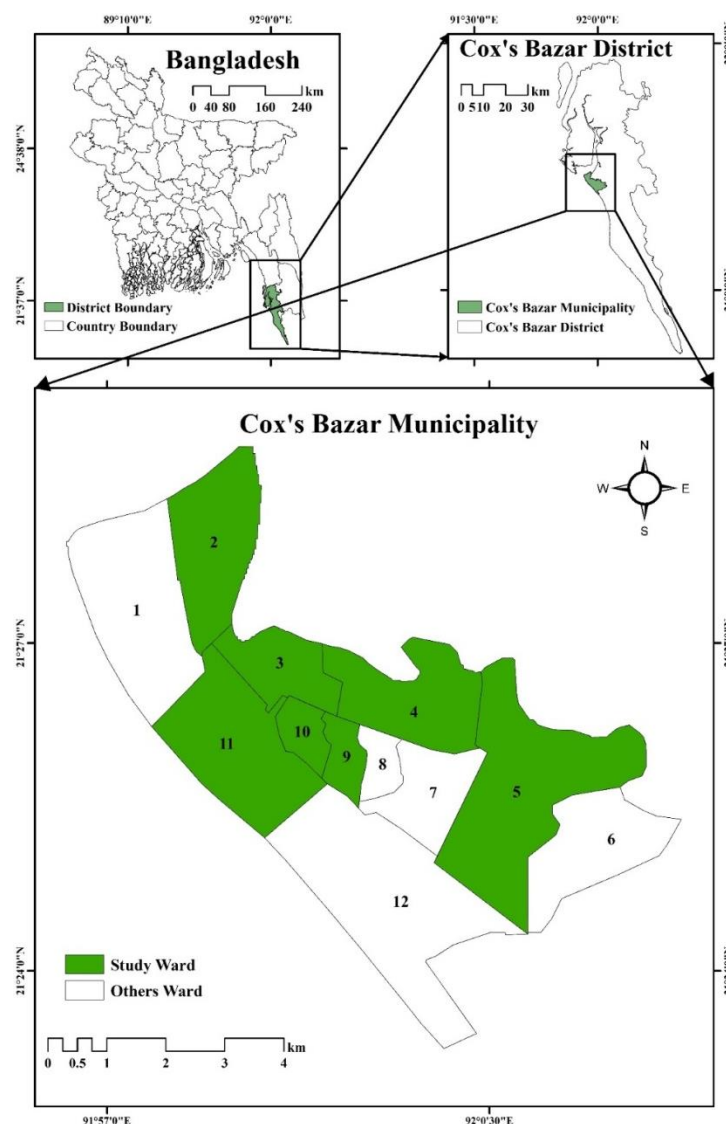 89°10'0"E 92°0'0"E
Bangladesh
km
0 40 80 160 240
24°38'0"N
21°37'0"N
District Boundary
Country Boundary
91°30'0"E 92°0'0"E
Cox's Bazar District
km
0 5 10 20 30
Cox's Bazar Municipality
Cox's Bazar District
Cox's Bazar Municipality
N
W E
S
2
1
21°27'0"N
3
4
10
11
9
8
7
5
6
12
Study Ward
Others Ward
21°24'0"N
km
0 0.5 1 2 3 4
91°57'0"E 92°0'30"E